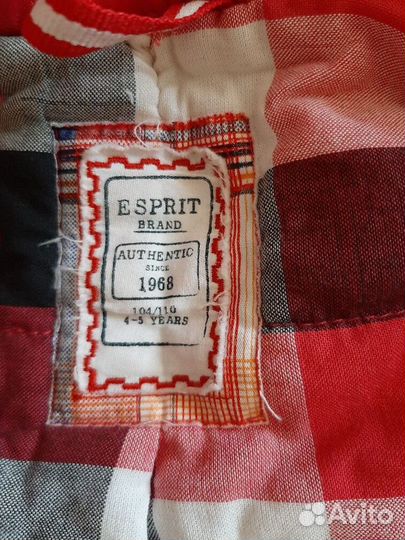 ESPRIT
BRAND
AUTHENTIC
SINCE
1968
104/110
4-5 YEARS
Avito